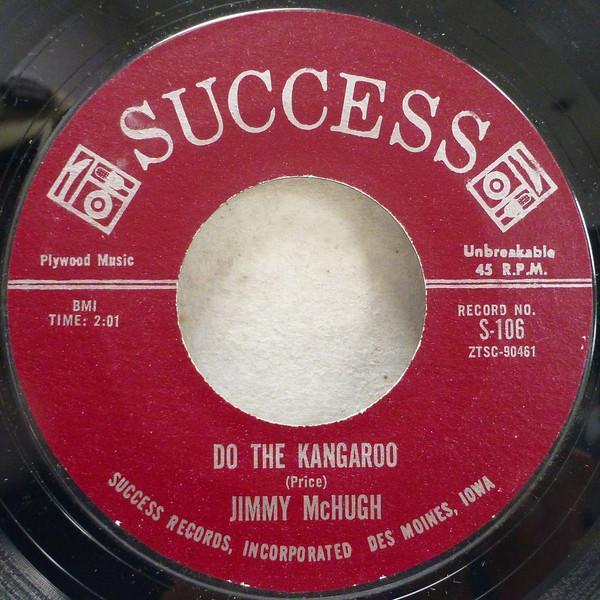 SUCCESS
Plywood Music
Unbreakable
45 R.P.M.
BMI
TIME: 2:01
RECORD NO.
S-106
ZTSC-90461
DO THE KANGAROO
(Price)
JIMMY McHUGH
SUCCESS RECORDS, INCORPORATED DES MOINES, IOWA